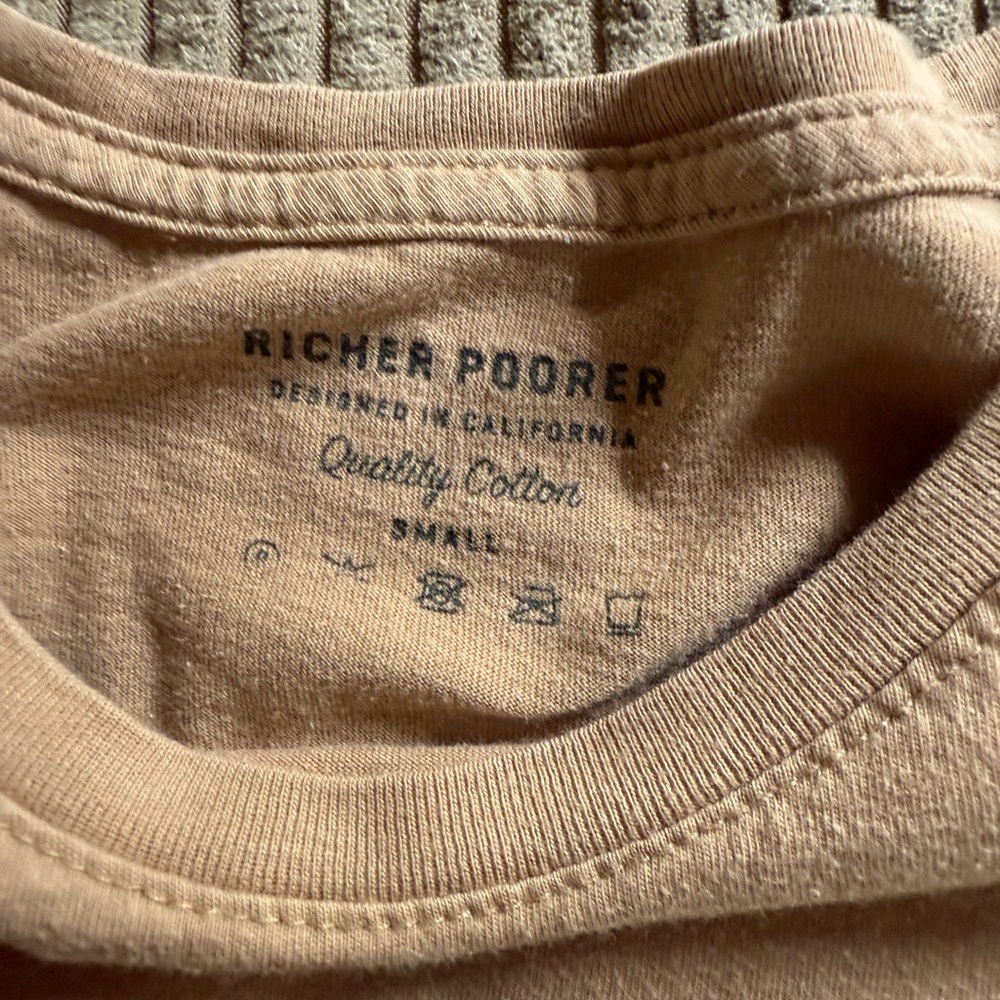 RICHER POORER
DESIGNED IN CALIFORNIA
Quality Cotton
SMALL